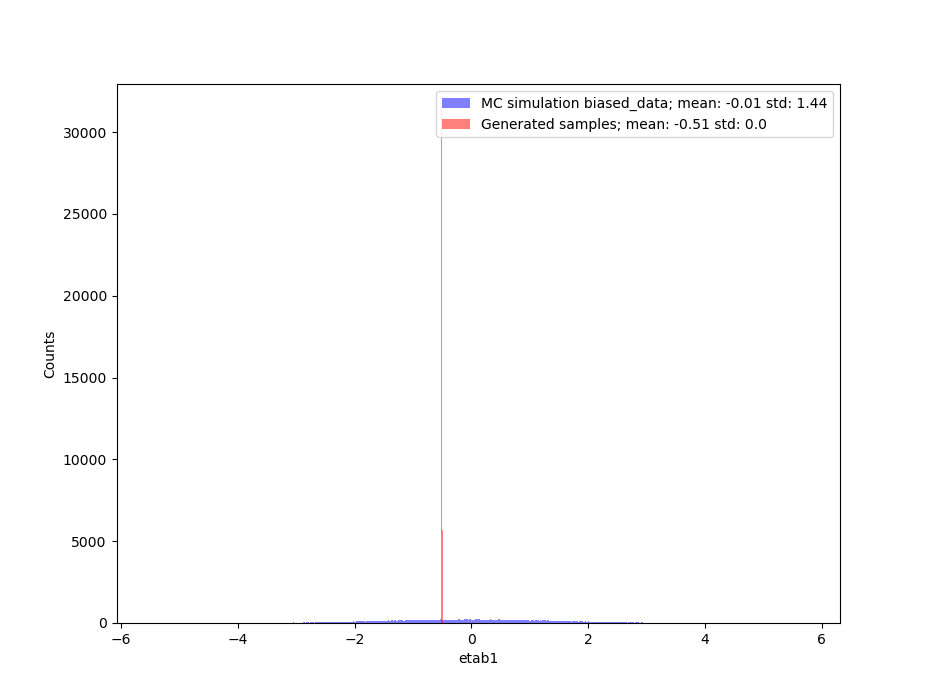 MC simulation biased_data; mean: -0.01 std: 1.44
Generated samples; mean: -0.51 std: 0.0
30000
25000
20000
15000
10000
5000
0
Counts
−6 −4 −2 0 2 4 6
etab1